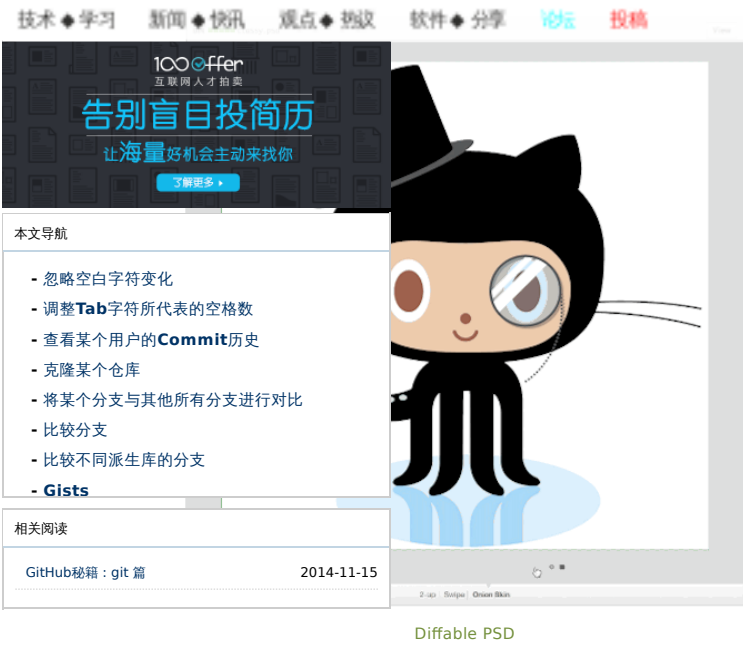 技术 ◆ 学习 新闻 ◆ 快讯 观点 ◆ 热议 软件 ◆ 分享 论坛 投稿
100 offer
互联网人才拍卖
告别盲目投简历
让海量好机会主动来找你
了解更多
本文导航
- 忽略空白字符变化
- 调整Tab字符所代表的空格数
- 查看某个用户的Commit历史
- 克隆某个仓库
- 将某个分支与其他所有分支进行对比
- 比较分支
- 比较不同派生库的分支
- Gists
相关阅读
GitHub秘籍：git 篇 2014-11-15
2-up Swipe Onion Skin
Diffable PSD